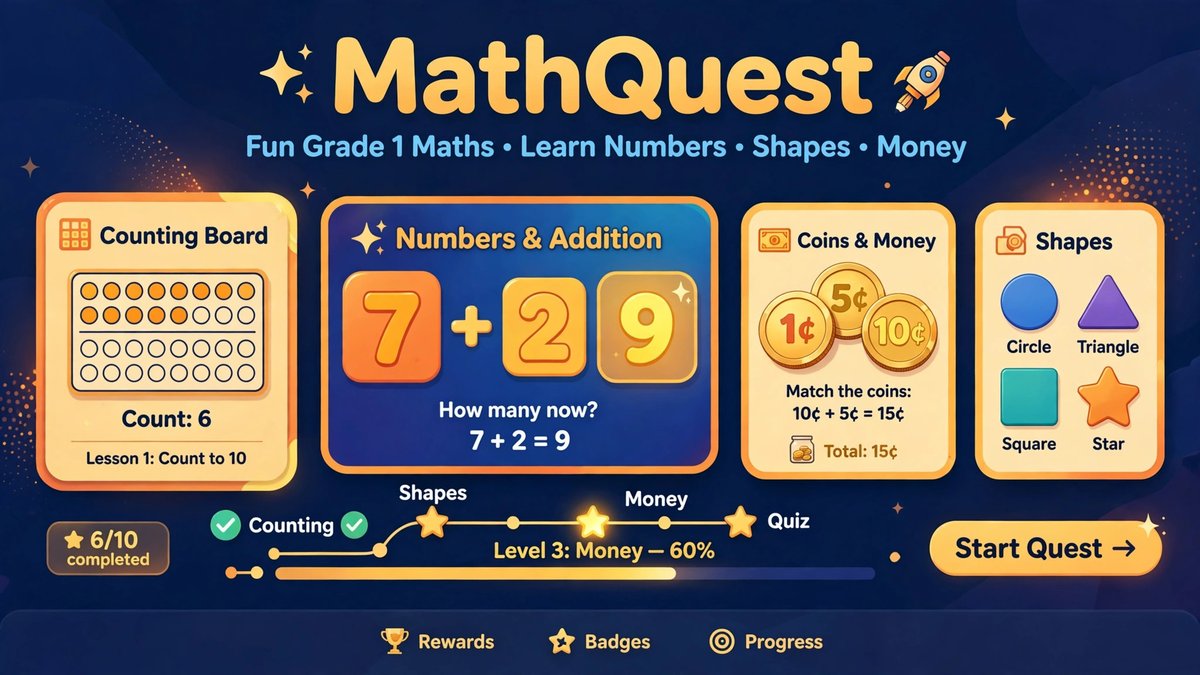 MathQuest
Fun Grade 1 Maths • Learn Numbers • Shapes • Money
Counting Board
Count: 6
Lesson 1: Count to 10
Numbers & Addition
7 + 2 9
How many now?
7 + 2 = 9
Coins & Money
1¢ 5¢ 10¢
Match the coins:
10¢ + 5¢ = 15¢
Total: 15¢
Shapes
Circle Triangle
Square Star
6/10
completed
Counting
Shapes
Money
Quiz
Level 3: Money — 60%
Start Quest →
Rewards
Badges
Progress